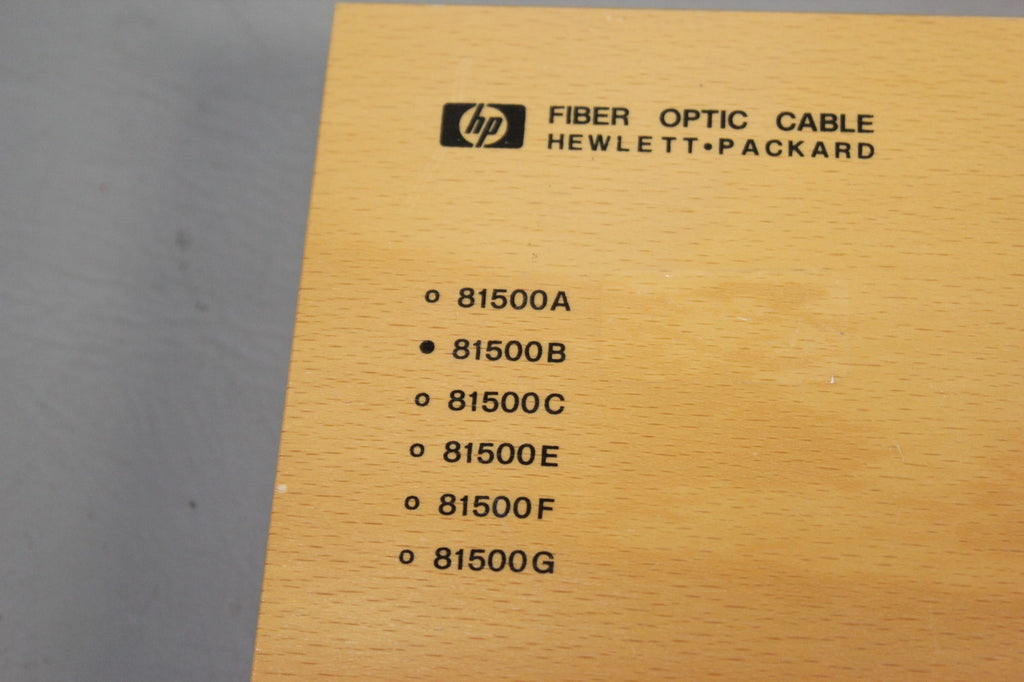 hp FIBER OPTIC CABLE
HEWLETT•PACKARD
o 81500A
● 81500B
o 81500C
o 81500E
o 81500F
o 81500G